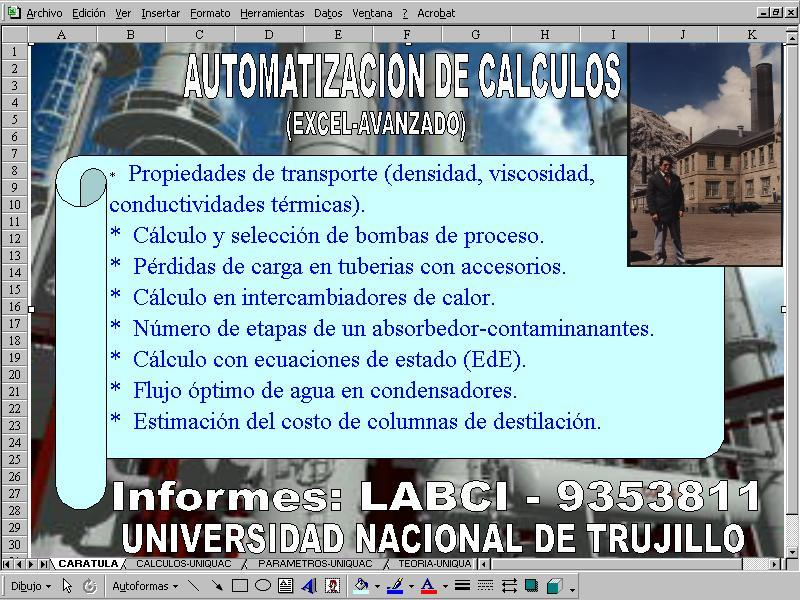 Archivo Edición Ver Insertar Formato Herramientas Datos Ventana ? Acrobat
A B C D E F G H I J K
1
2
3
4
5
6
7
8
9
10
11
12
13
14
15
16
17
18
19
20
21
22
23
24
25
26
27
28
29
30
AUTOMATIZACION DE CALCULOS
(EXCEL-AVANZADO)
* Propiedades de transporte (densidad, viscosidad,
conductividades térmicas).
* Cálculo y selección de bombas de proceso.
* Pérdidas de carga en tuberias con accesorios.
* Cálculo en intercambiadores de calor.
* Número de etapas de un absorbedor-contaminanantes.
* Cálculo con ecuaciones de estado (EdE).
* Flujo óptimo de agua en condensadores.
* Estimación del costo de columnas de destilación.
Informes: LABCI - 9353811
UNIVERSIDAD NACIONAL DE TRUJILLO
CARATULA CALCULOS-UNIQUAC PARAMETROS-UNIQUAC TEORIA-UNIQUA
Dibujo Autoformas